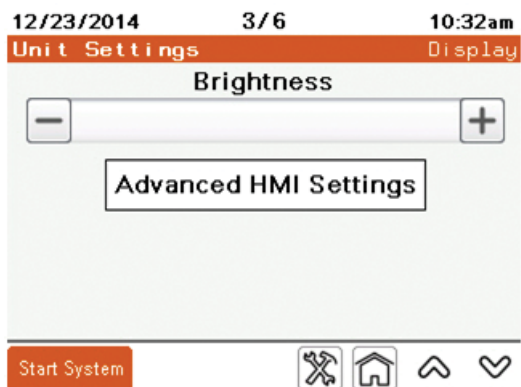 12/23/2014 3/6 10:32am
Unit Settings Display
Brightness
− +
Advanced HMI Settings
Start System